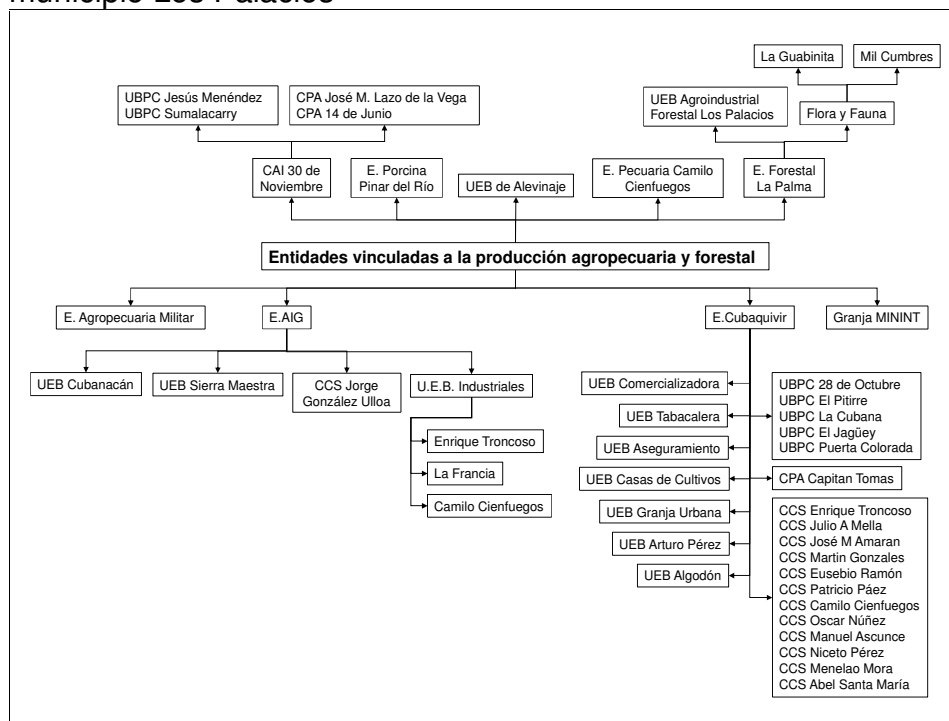 municipio Los Palacios
La Guabinita
Mil Cumbres
UBPC Jesús Menéndez
UBPC Sumalacarry
CPA José M. Lazo de la Vega
CPA 14 de Junio
UEB Agroindustrial
Forestal Los Palacios
Flora y Fauna
CAI 30 de
Noviembre
E. Porcina
Pinar del Río
UEB de Alevinaje
E. Pecuaria Camilo
Cienfuegos
E. Forestal
La Palma
Entidades vinculadas a la producción agropecuaria y forestal
E. Agropecuaria Militar
E.AIG
E.Cubaquivir
Granja MININT
UEB Cubanacán
UEB Sierra Maestra
CCS Jorge
González Ulloa
U.E.B. Industriales
Enrique Troncoso
La Francia
Camilo Cienfuegos
UEB Comercializadora
UEB Tabacalera
UEB Aseguramiento
UEB Casas de Cultivos
UEB Granja Urbana
UEB Arturo Pérez
UEB Algodón
UBPC 28 de Octubre
UBPC El Pitirre
UBPC La Cubana
UBPC El Jagüey
UBPC Puerta Colorada
CPA Capitan Tomas
CCS Enrique Troncoso
CCS Julio A Mella
CCS José M Amaran
CCS Martin Gonzales
CCS Eusebio Ramón
CCS Patricio Páez
CCS Camilo Cienfuegos
CCS Oscar Núñez
CCS Manuel Ascunce
CCS Niceto Pérez
CCS Menelao Mora
CCS Abel Santa María